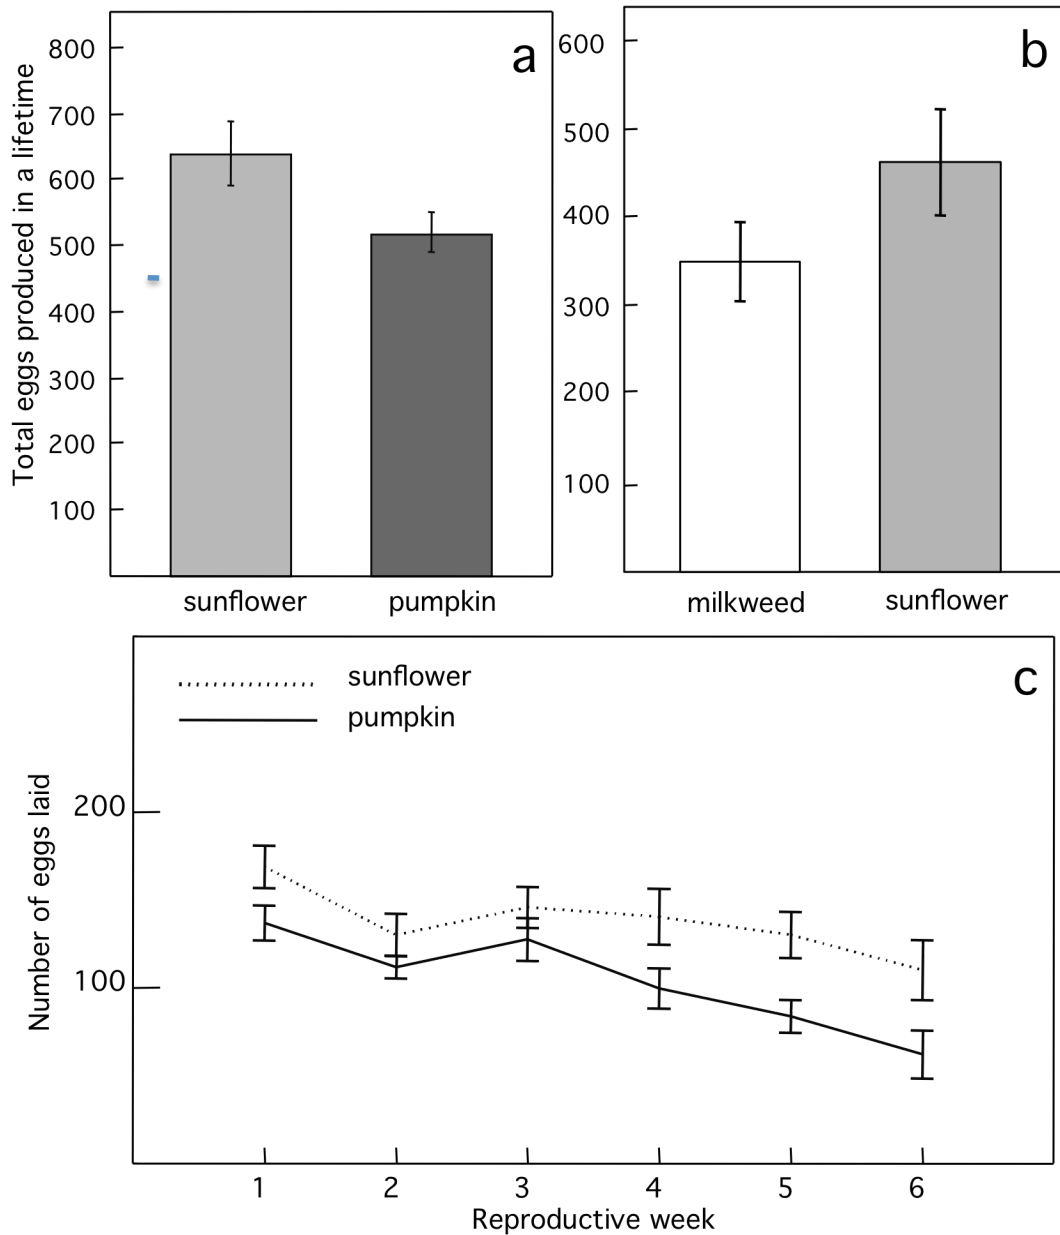 a
800
700
600
500
400
300
200
100
Total eggs produced in a lifetime
sunflower
pumpkin
b
600
500
400
300
200
100
milkweed
sunflower
c
sunflower
pumpkin
Number of eggs laid
200
100
1 2 3 4 5 6
Reproductive week